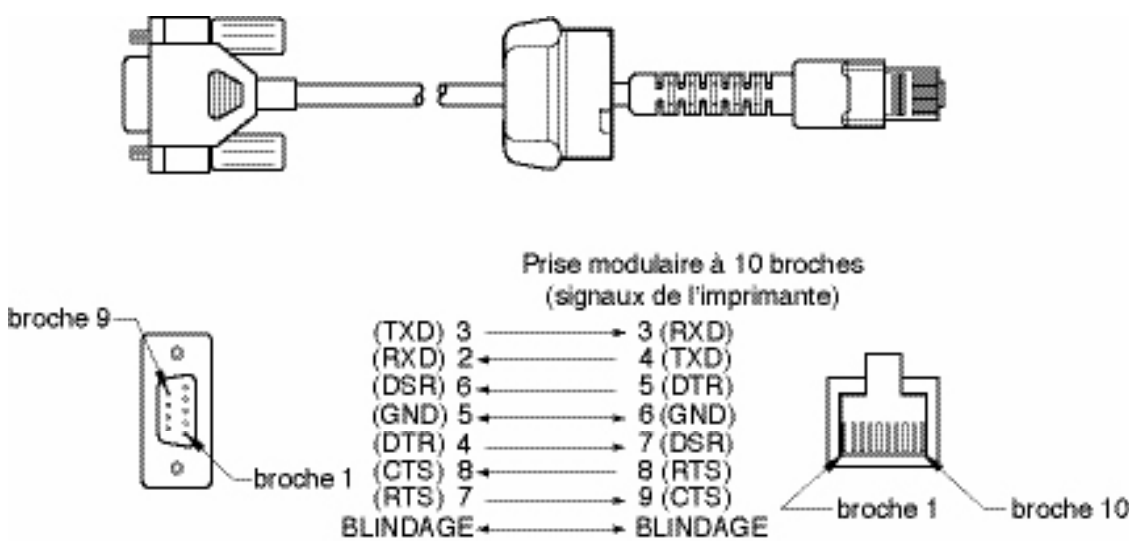 Prise modulaire à 10 broches
(signaux de l'imprimante)
broche 9
(TXD) 3 3 (RXD)
(RXD) 2 4 (TXD)
(DSR) 6 5 (DTR)
(GND) 5 6 (GND)
(DTR) 4 7 (DSR)
(CTS) 8 8 (RTS)
(RTS) 7 9 (CTS)
BLINDAGE BLINDAGE
broche 1
broche 1
broche 10